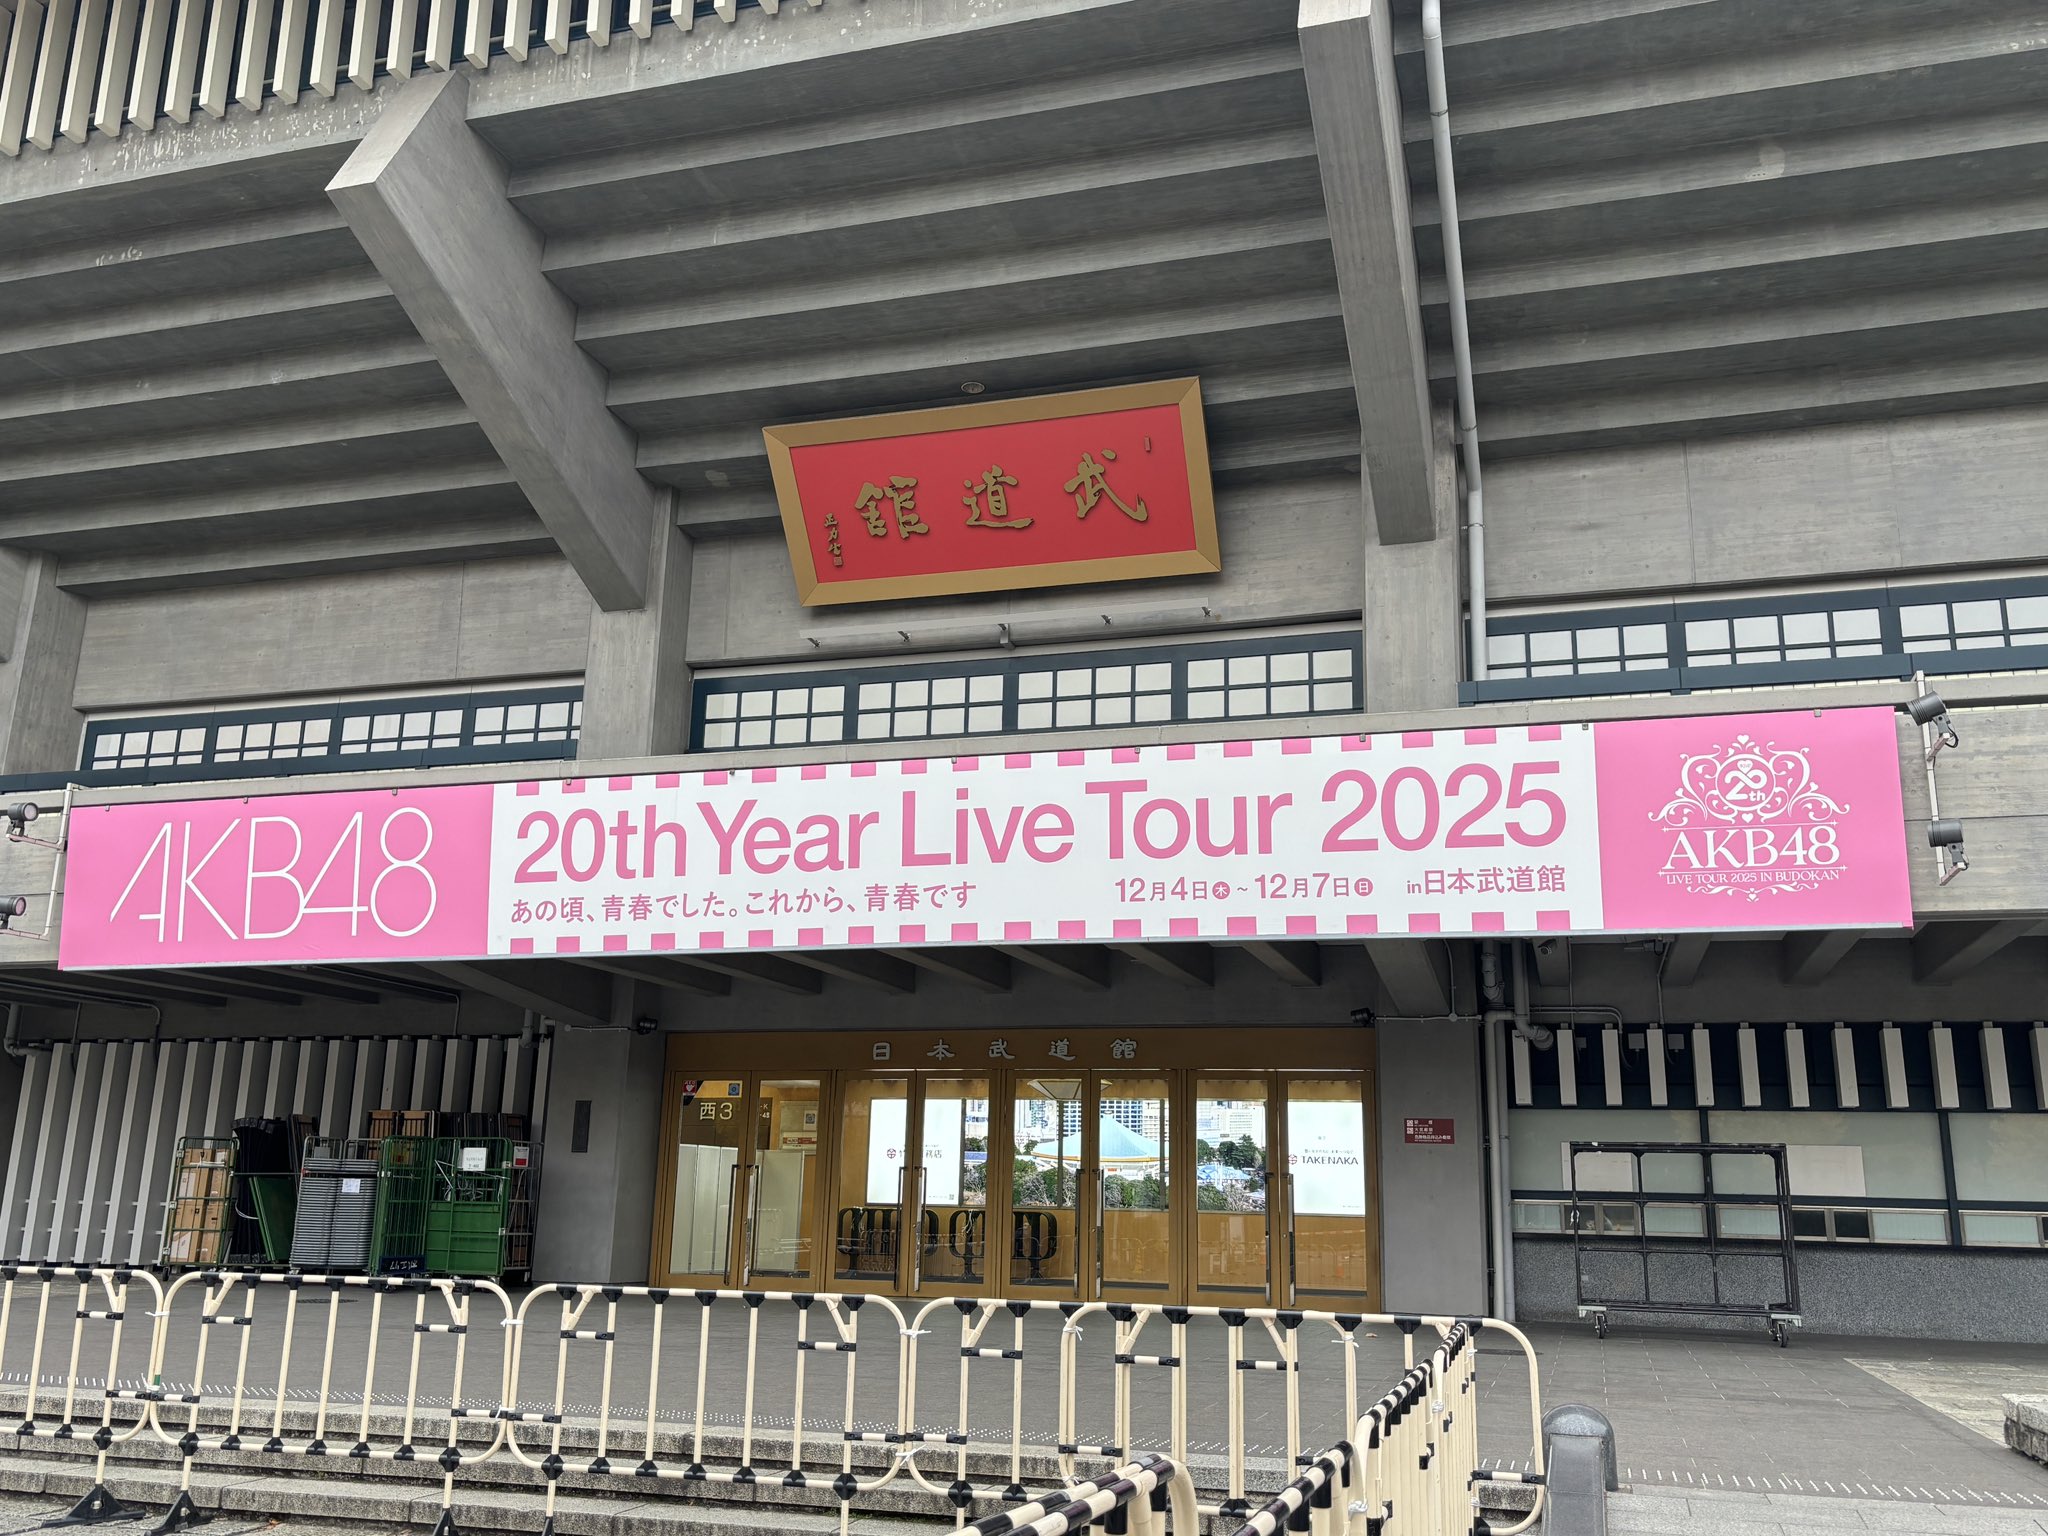 武道館
正力
AKB48
20th Year Live Tour 2025
あの頃、青春でした。これから、青春です
12月4日木 ~ 12月7日日 in日本武道館
20th
AKB48
LIVE TOUR 2025 IN BUDOKAN
日本武道館
西3
TAKENAKA